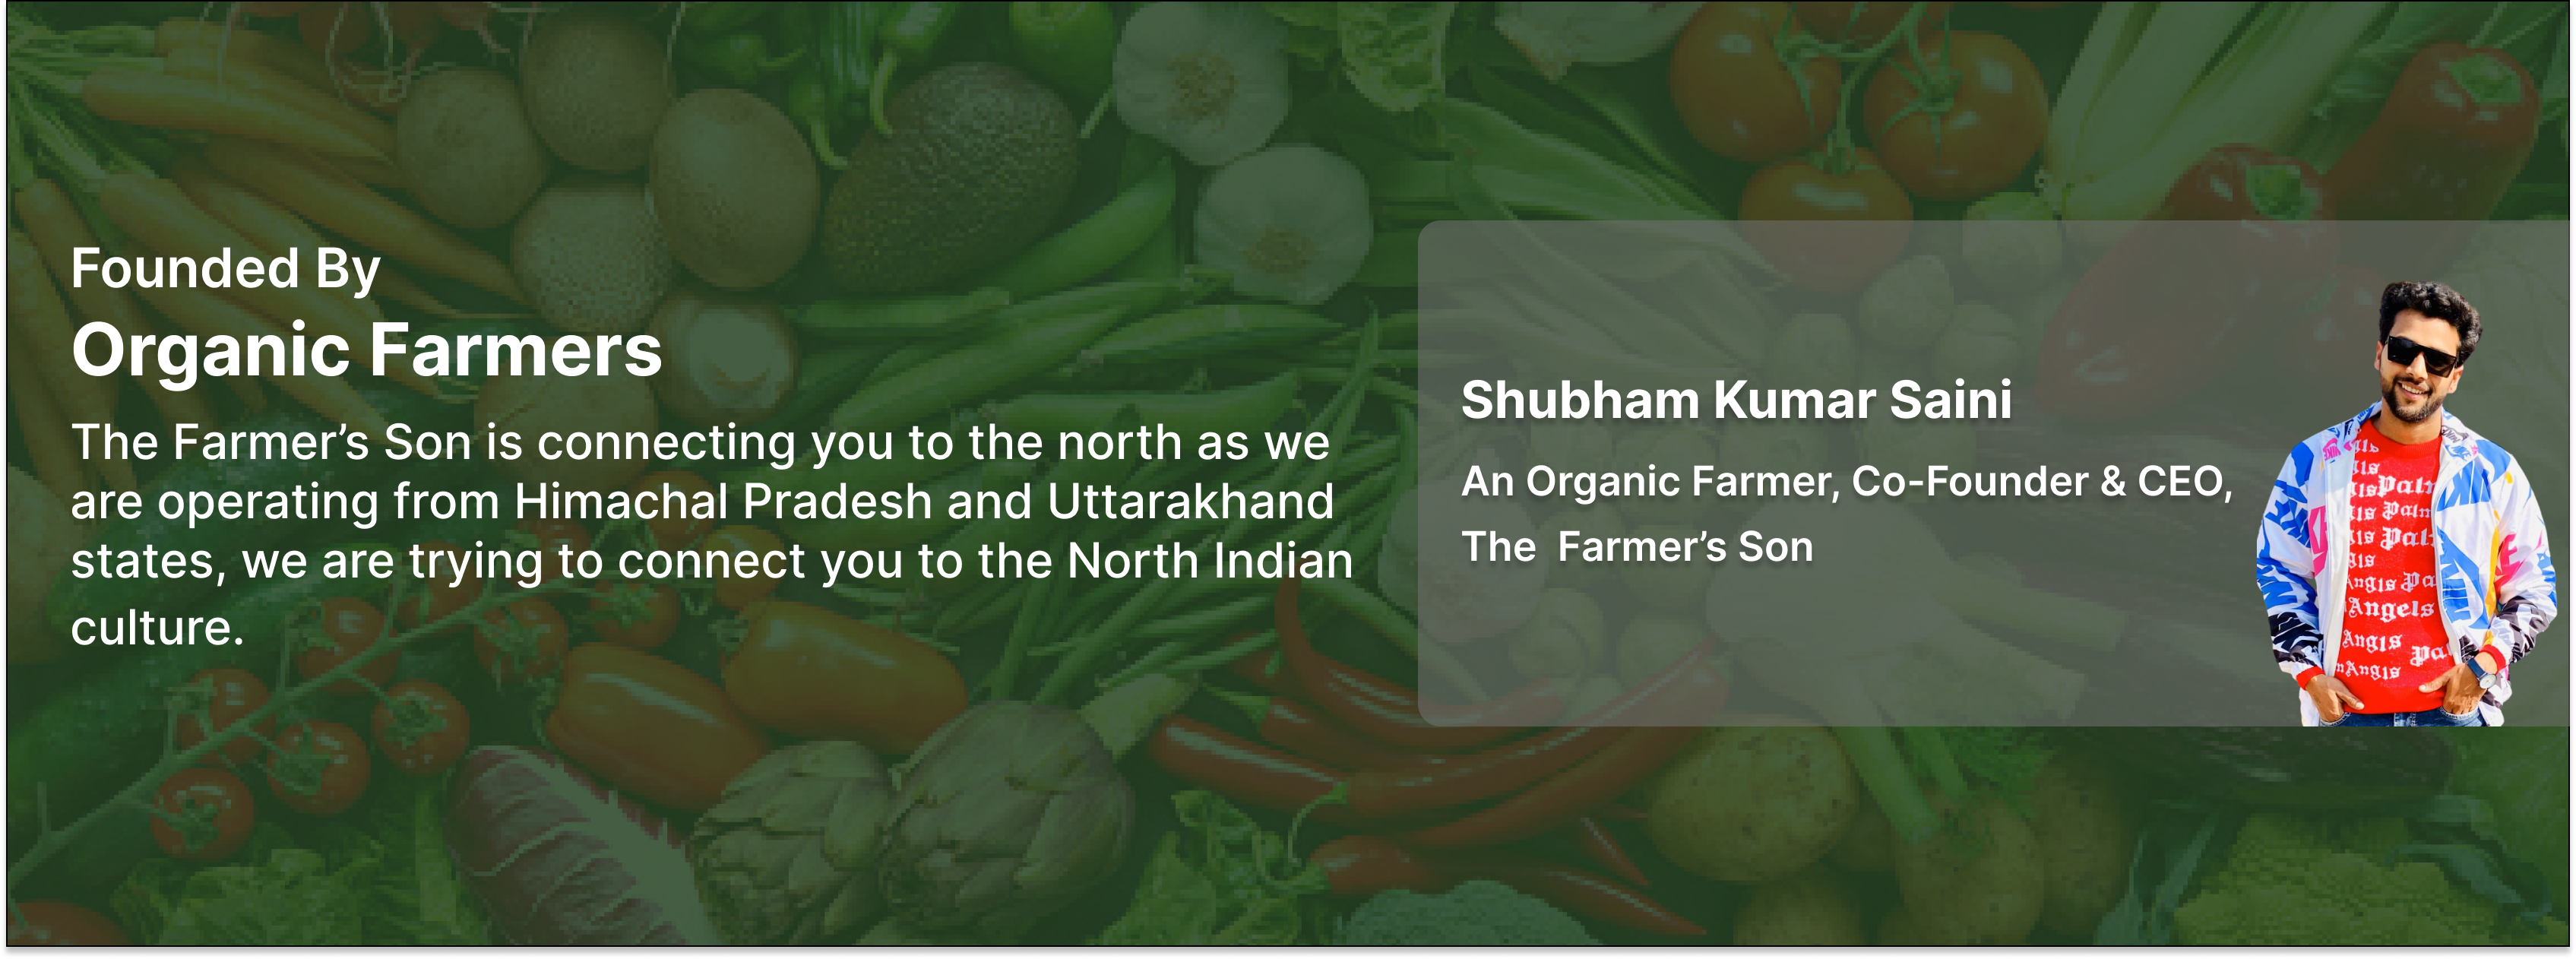 Founded By
Organic Farmers
The Farmer’s Son is connecting you to the north as we
are operating from Himachal Pradesh and Uttarakhand
states, we are trying to connect you to the North Indian
culture.
Shubham Kumar Saini
An Organic Farmer, Co-Founder & CEO,
The  Farmer’s Son
Palm
Angels